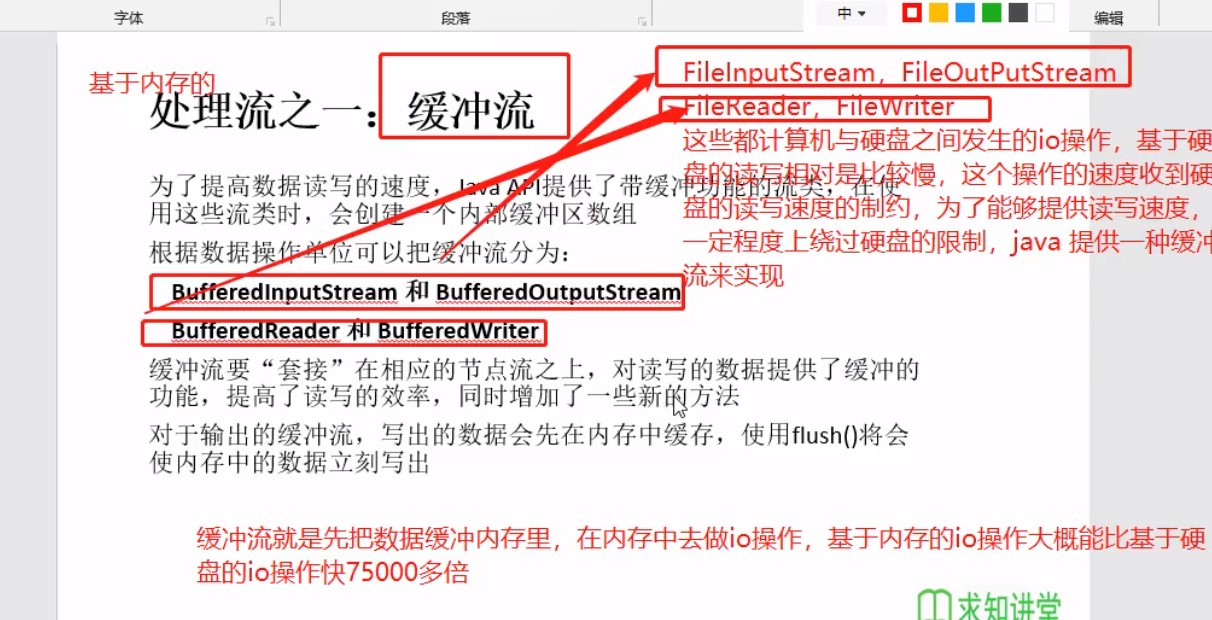 字体
段落
中
编辑
基于内存的
处理流之一：缓冲流
FileInputStream，FileOutPutStream
FileReader，FileWriter
这些都计算机与硬盘之间发生的io操作，基于硬
盘的读写相对是比较慢，这个操作的速度收到硬
盘的读写速度的制约，为了能够提供读写速度，
一定程度上绕过硬盘的限制，java 提供一种缓冲
流来实现
为了提高数据读写的速度，Java API提供了带缓冲功能的流类，在使
用这些流类时，会创建一个内部缓冲区数组
根据数据操作单位可以把缓冲流分为：
BufferedInputStream 和 BufferedOutputStream
BufferedReader 和 BufferedWriter
缓冲流要“套接”在相应的节点流之上，对读写的数据提供了缓冲的
功能，提高了读写的效率，同时增加了一些新的方法
对于输出的缓冲流，写出的数据会先在内存中缓存，使用flush()将会
使内存中的数据立刻写出
缓冲流就是先把数据缓冲内存里，在内存中去做io操作，基于内存的io操作大概能比基于硬
盘的io操作快75000多倍
求知讲堂